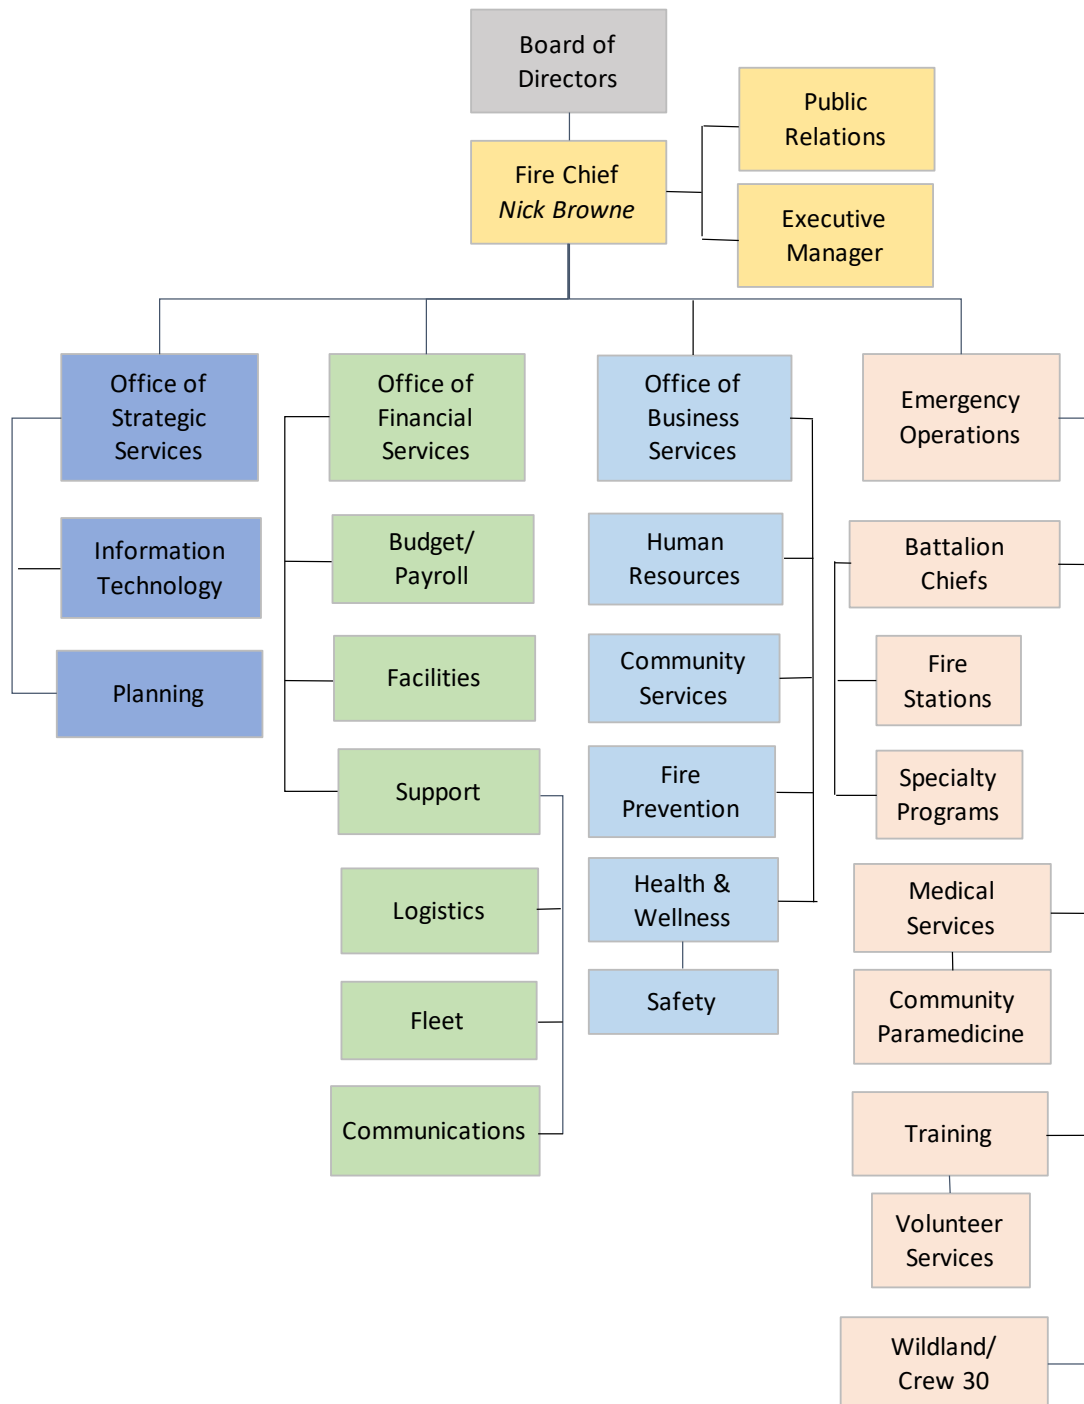 Board of
Directors
Public
Relations
Fire Chief
Nick Browne
Executive
Manager
Office of
Strategic
Services
Office of
Financial
Services
Office of
Business
Services
Emergency
Operations
Information
Technology
Budget/
Payroll
Human
Resources
Battalion
Chiefs
Planning
Facilities
Community
Services
Fire
Stations
Support
Fire
Prevention
Specialty
Programs
Logistics
Health &
Wellness
Medical
Services
Fleet
Safety
Community
Paramedicine
Communications
Training
Volunteer
Services
Wildland/
Crew 30